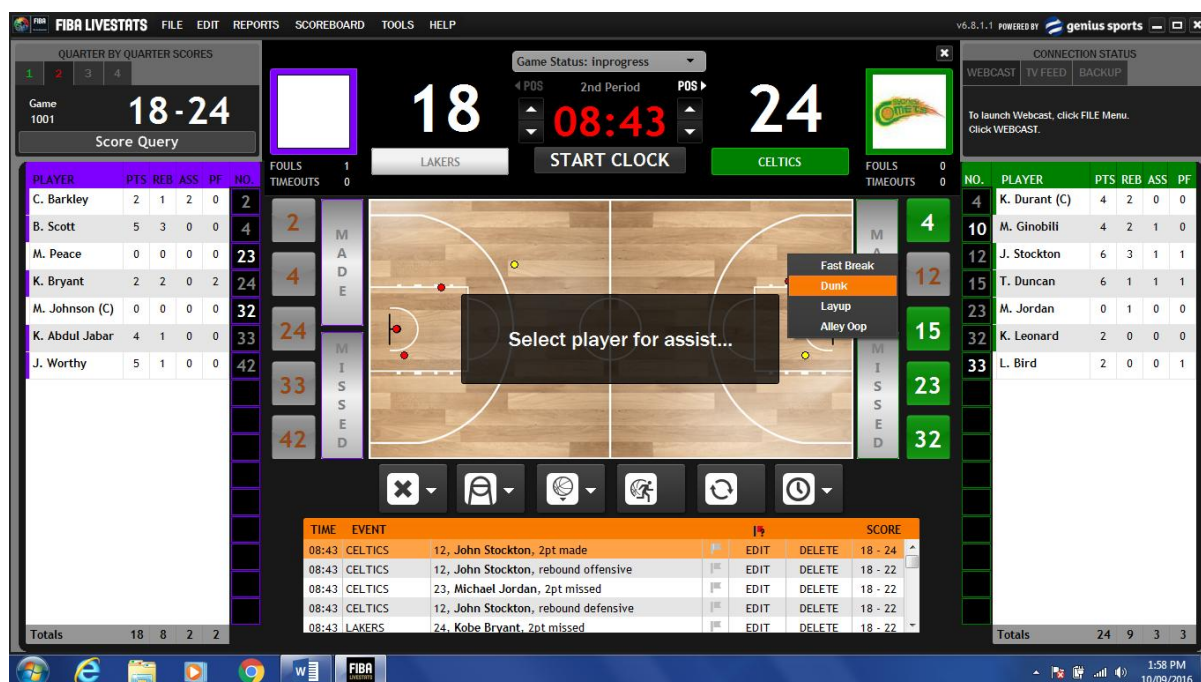 FIBA FIBA LIVESTATS FILE EDIT REPORTS SCOREBOARD TOOLS HELP v6.8.1.1 POWERED BY genius sports
QUARTER BY QUARTER SCORES
1 2 3 4
Game 1001 18-24
Score Query
Game Status: inprogress
POS 2nd Period POS
18 08:43 24
LAKERS START CLOCK CELTICS
FOULS 1
TIMEOUTS 0
COMETS
FOULS 0
TIMEOUTS 0
CONNECTION STATUS
WEBCAST TV FEED BACKUP
To launch Webcast, click FILE Menu.
Click WEBCAST.
PLAYER PTS REB ASS PF NO.
C. Barkley 2 1 2 0 2
B. Scott 5 3 0 0 4
M. Peace 0 0 0 0 23
K. Bryant 2 2 0 2 24
M. Johnson (C) 0 0 0 0 32
K. Abdul Jabar 4 1 0 0 33
J. Worthy 5 1 0 0 42
Totals 18 8 2 2
2
4
24
33
42
MADE
MISSED
Select player for assist...
Fast Break
Dunk
Layup
Alley Oop
MISSED
4
12
15
23
32
NO. PLAYER PTS REB ASS PF
4 K. Durant (C) 4 2 0 0
10 M. Ginobili 4 2 1 0
12 J. Stockton 6 3 1 1
15 T. Duncan 6 1 1 1
23 M. Jordan 0 1 0 0
32 K. Leonard 2 0 0 0
33 L. Bird 2 0 0 1
Totals 24 9 3 3
TIME EVENT SCORE
08:43 CELTICS 12, John Stockton, 2pt made EDIT DELETE 18 - 24
08:43 CELTICS 12, John Stockton, rebound offensive EDIT DELETE 18 - 22
08:43 CELTICS 23, Michael Jordan, 2pt missed EDIT DELETE 18 - 22
08:43 CELTICS 12, John Stockton, rebound defensive EDIT DELETE 18 - 22
08:43 LAKERS 24, Kobe Bryant, 2pt missed EDIT DELETE 18 - 22
W FIBA LIVESTATS
1:58 PM
10/09/2016